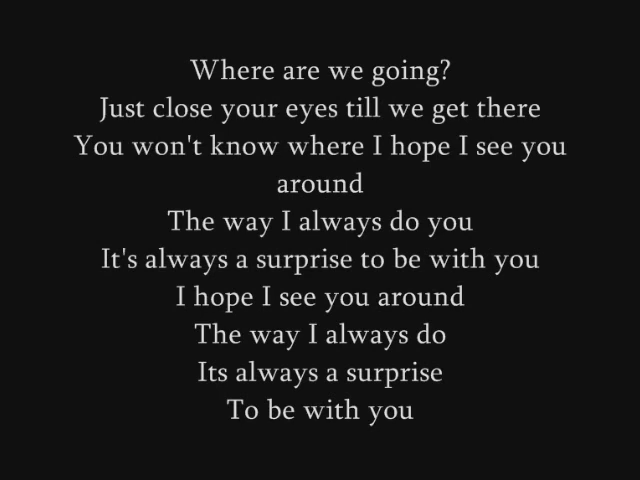 Where are we going?
Just close your eyes till we get there
You won't know where I hope I see you
around
The way I always do you
It's always a surprise to be with you
I hope I see you around
The way I always do
Its always a surprise
To be with you